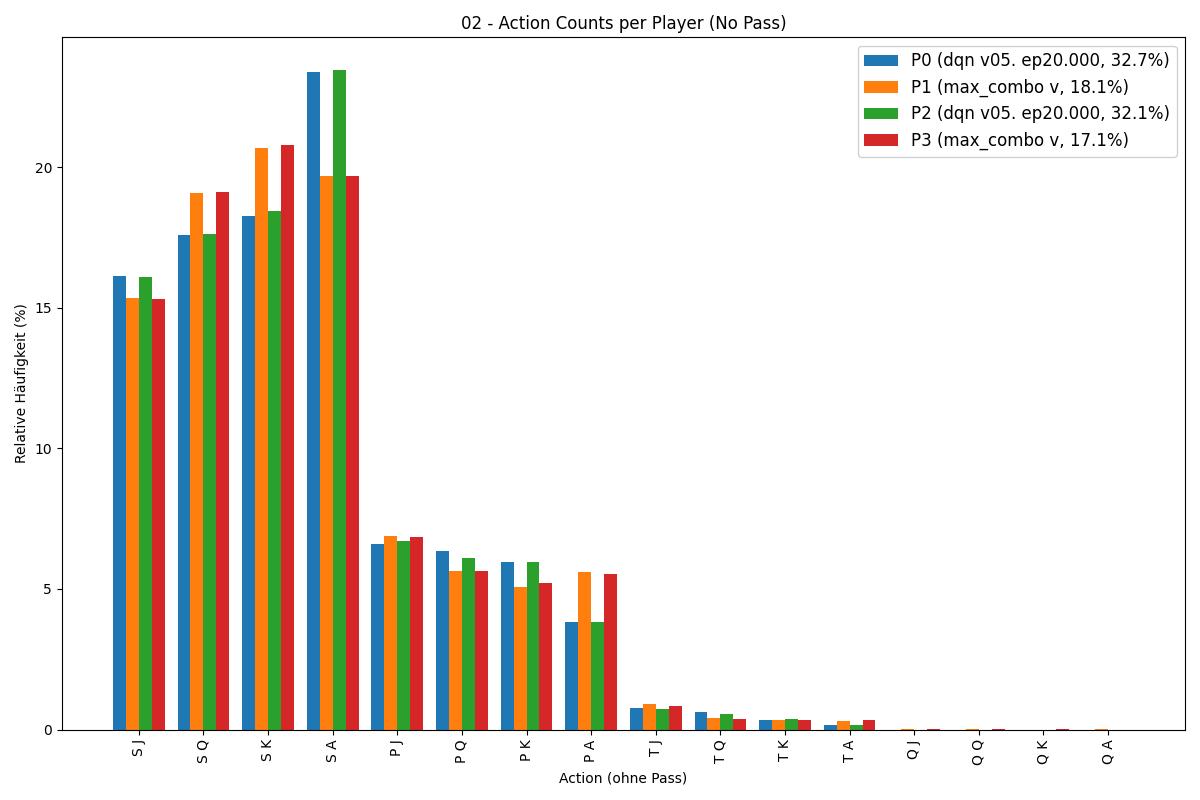 02 - Action Counts per Player (No Pass)
P0 (dqn v05. ep20.000, 32.7%)
P1 (max_combo v, 18.1%)
P2 (dqn v05. ep20.000, 32.1%)
P3 (max_combo v, 17.1%)
Relative Häufigkeit (%)
20
15
10
5
0
S J
S Q
S K
S A
P J
P Q
P K
P A
T J
T Q
T K
T A
Q J
Q Q
Q K
Q A
Action (ohne Pass)